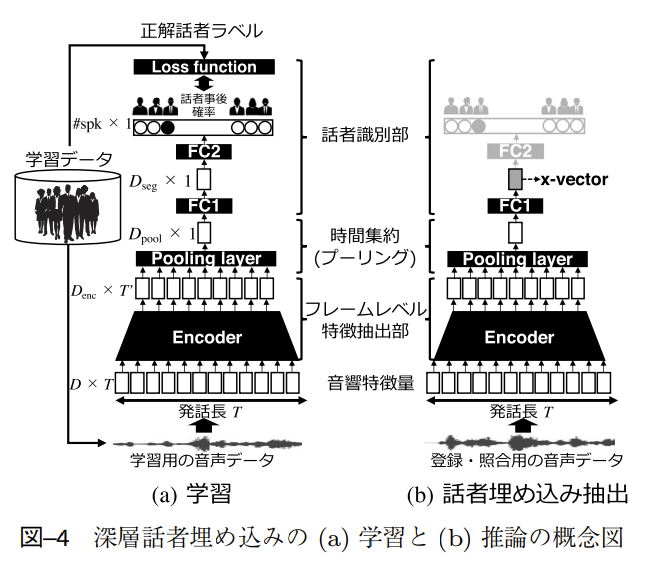 正解話者ラベル
Loss function
話者事後
確率
#spk × 1
話者識別部
FC2
FC2
学習データ
D_seg × 1
x-vector
FC1
FC1
D_pool × 1
時間集約
(プーリング)
Pooling layer
Pooling layer
D_enc × T'
フレームレベル
特徴抽出部
Encoder
Encoder
D × T
音響特徴量
発話長 T
発話長 T
学習用の音声データ
登録・照合用の音声データ
(a) 学習
(b) 話者埋め込み抽出
図–4 深層話者埋め込みの (a) 学習と (b) 推論の概念図